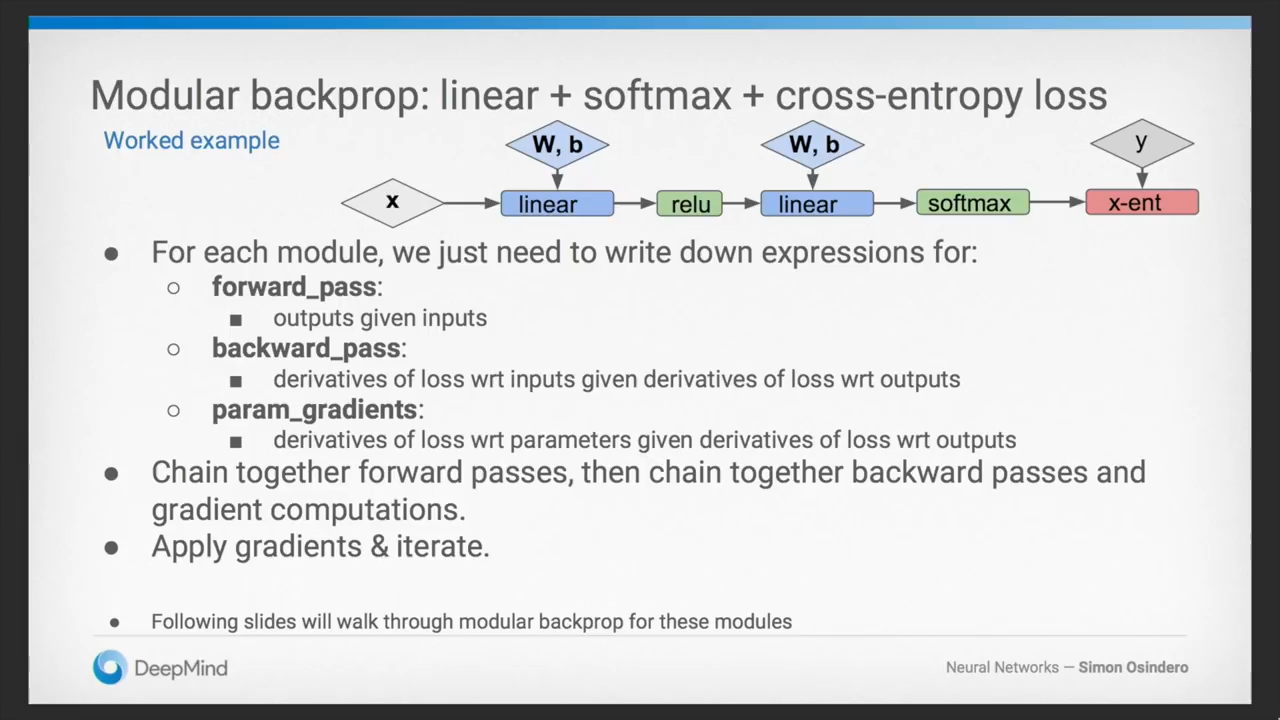 Modular backprop: linear + softmax + cross-entropy loss
Worked example
W, b
W, b
y
x
linear
relu
linear
softmax
x-ent
● For each module, we just need to write down expressions for:
○ forward_pass:
■ outputs given inputs
○ backward_pass:
■ derivatives of loss wrt inputs given derivatives of loss wrt outputs
○ param_gradients:
■ derivatives of loss wrt parameters given derivatives of loss wrt outputs
● Chain together forward passes, then chain together backward passes and
gradient computations.
● Apply gradients & iterate.
● Following slides will walk through modular backprop for these modules
DeepMind
Neural Networks — Simon Osindero